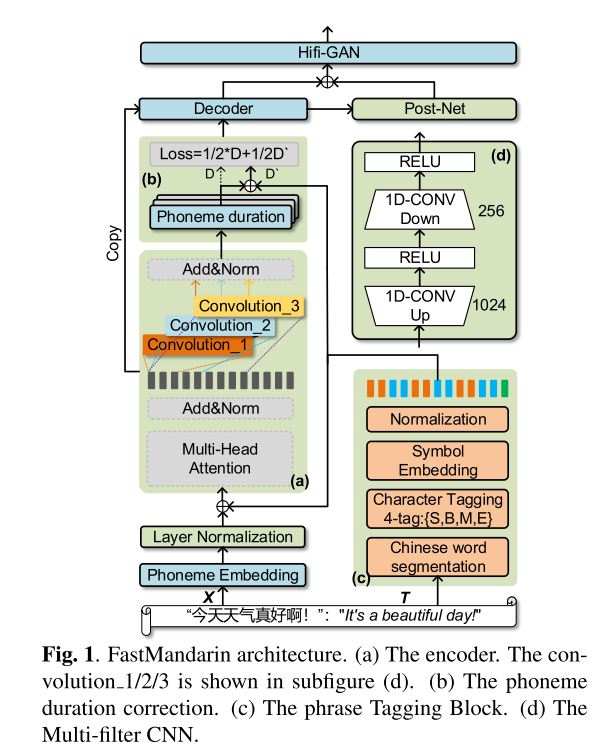 Hifi-GAN
Decoder
Post-Net
Loss=1/2*D+1/2D`
D
D`
(b)
Phoneme duration
Copy
Add&Norm
Convolution_3
Convolution_2
Convolution_1
Add&Norm
Multi-Head
Attention
(a)
Layer Normalization
Phoneme Embedding
X
(d)
RELU
1D-CONV
Down
256
RELU
1D-CONV
Up
1024
Normalization
Symbol
Embedding
Character Tagging
4-tag:{S,B,M,E}
Chinese word
segmentation
(c)
T
“今天天气真好啊！”: "It's a beautiful day!"
Fig. 1. FastMandarin architecture. (a) The encoder. The con-
volution_1/2/3 is shown in subfigure (d). (b) The phoneme
duration correction. (c) The phrase Tagging Block. (d) The
Multi-filter CNN.